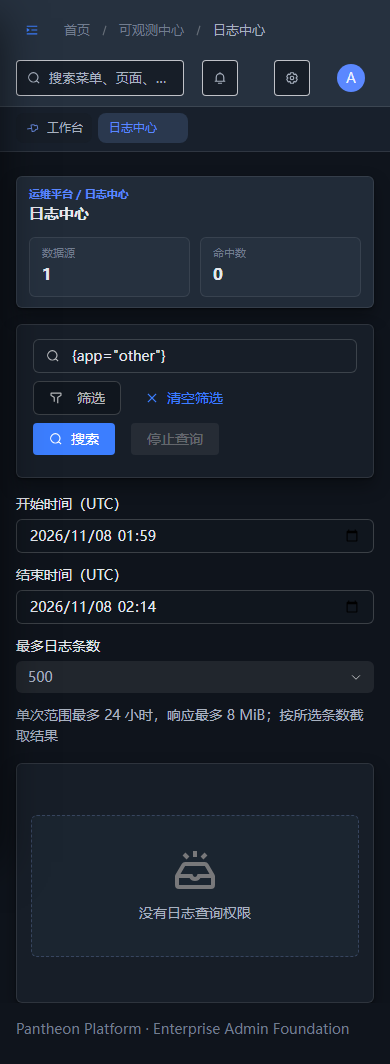 首页 / 可观测中心 / 日志中心
搜索菜单、页面、...
A
工作台
日志中心
运维平台 / 日志中心
日志中心
数据源
1
命中数
0
{app="other"}
筛选
清空筛选
搜索
停止查询
开始时间（UTC）
2026/11/08 01:59
结束时间（UTC）
2026/11/08 02:14
最多日志条数
500
单次范围最多 24 小时，响应最多 8 MiB；按所选条数截
取结果
没有日志查询权限
Pantheon Platform · Enterprise Admin Foundation